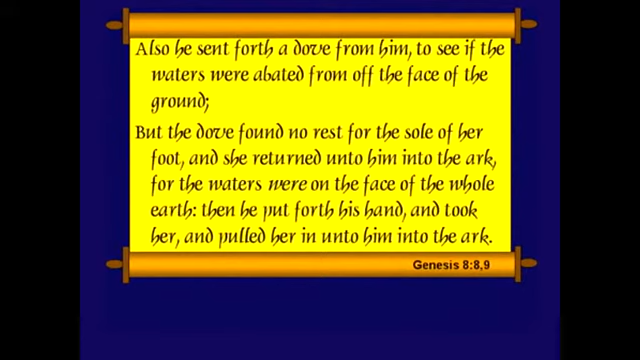 Also he sent forth a dove from him, to see if the
waters were abated from off the face of the
ground;
But the dove found no rest for the sole of her
foot, and she returned unto him into the ark,
for the waters were on the face of the whole
earth: then he put forth his hand, and took
her, and pulled her in unto him into the ark.
Genesis 8:8,9